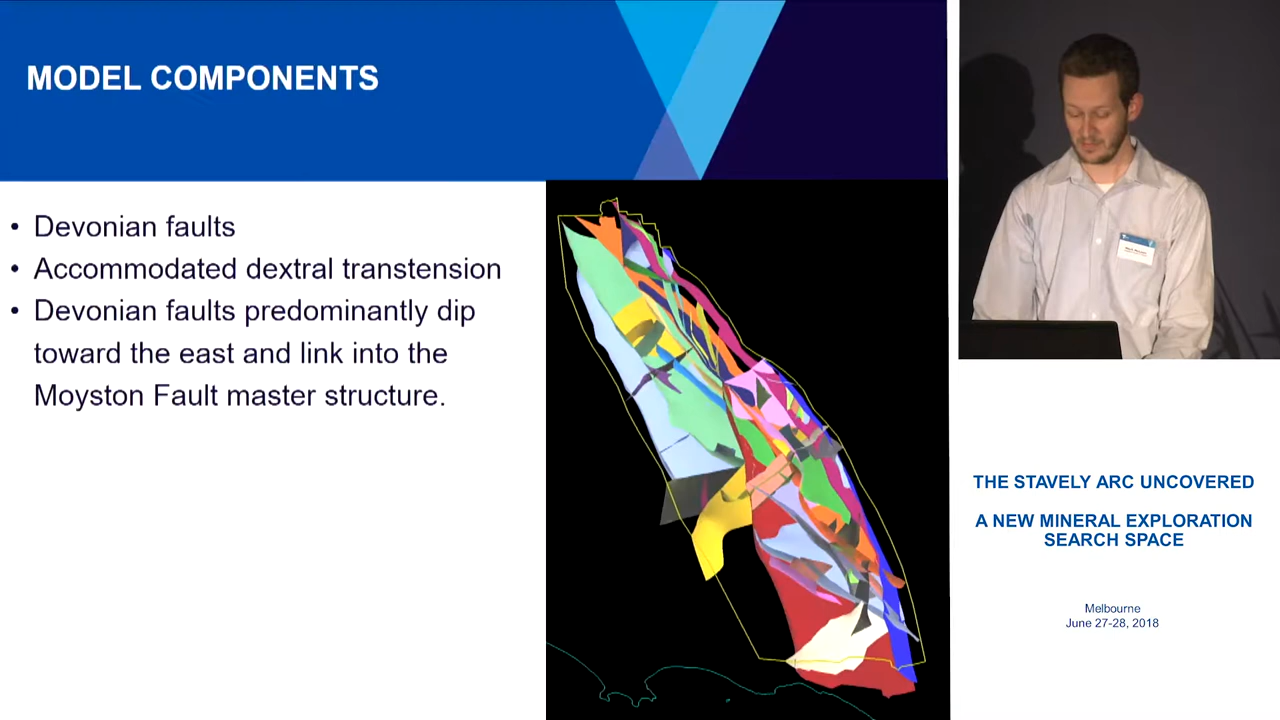 MODEL COMPONENTS
• Devonian faults
• Accommodated dextral transtension
• Devonian faults predominantly dip
toward the east and link into the
Moyston Fault master structure.
THE STAVELY ARC UNCOVERED
A NEW MINERAL EXPLORATION
SEARCH SPACE
Melbourne
June 27-28, 2018